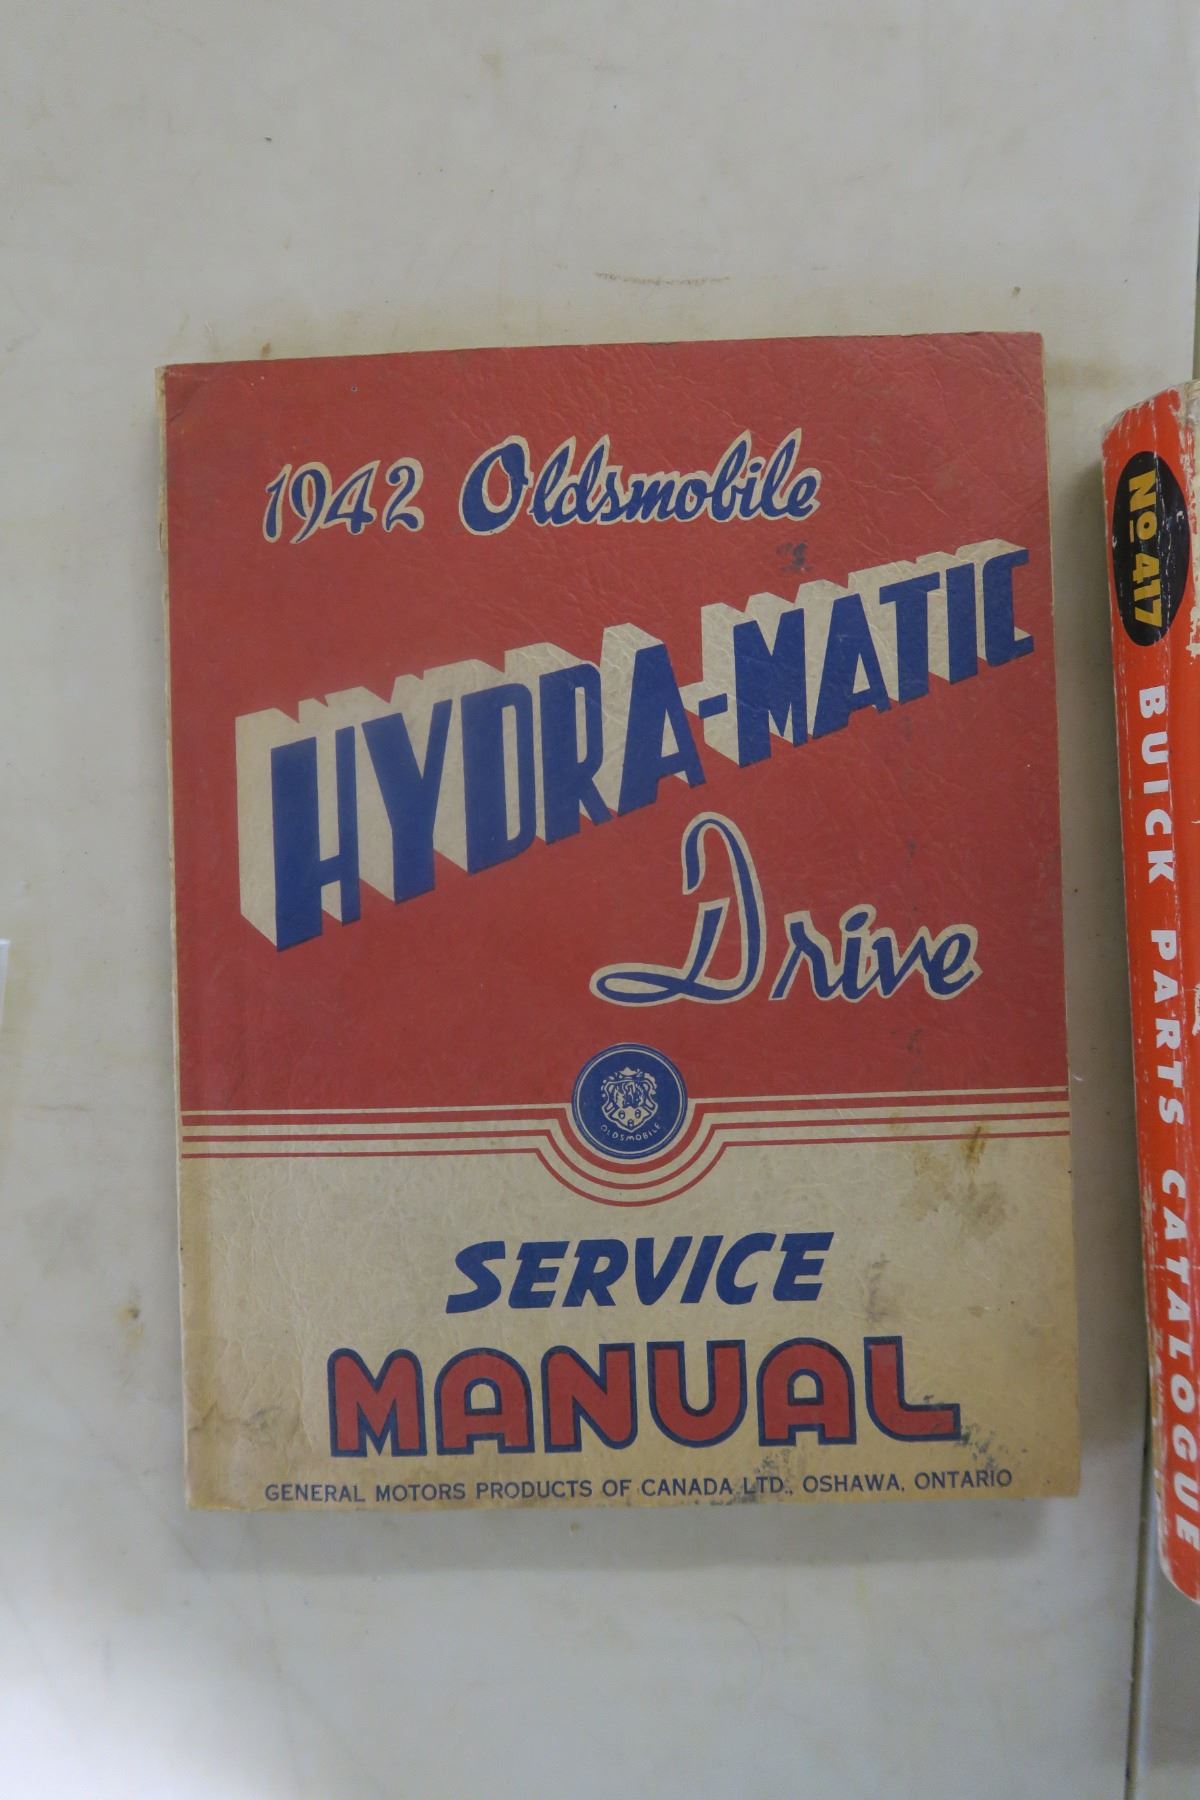 1942 Oldsmobile
HYDRA-MATIC
Drive
OLDSMOBILE
SERVICE
MANUAL
GENERAL MOTORS PRODUCTS OF CANADA LTD., OSHAWA, ONTARIO
No 417
BUICK PARTS CATALOGUE